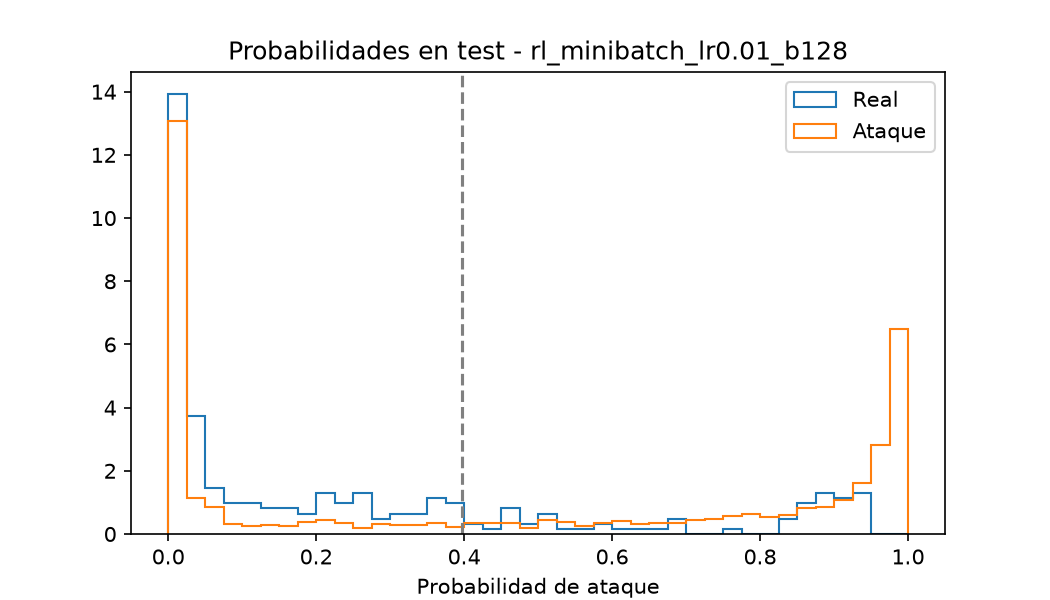 Probabilidades en test - rl_minibatch_lr0.01_b128
Real
Ataque
14
12
10
8
6
4
2
0
0.0 0.2 0.4 0.6 0.8 1.0
Probabilidad de ataque